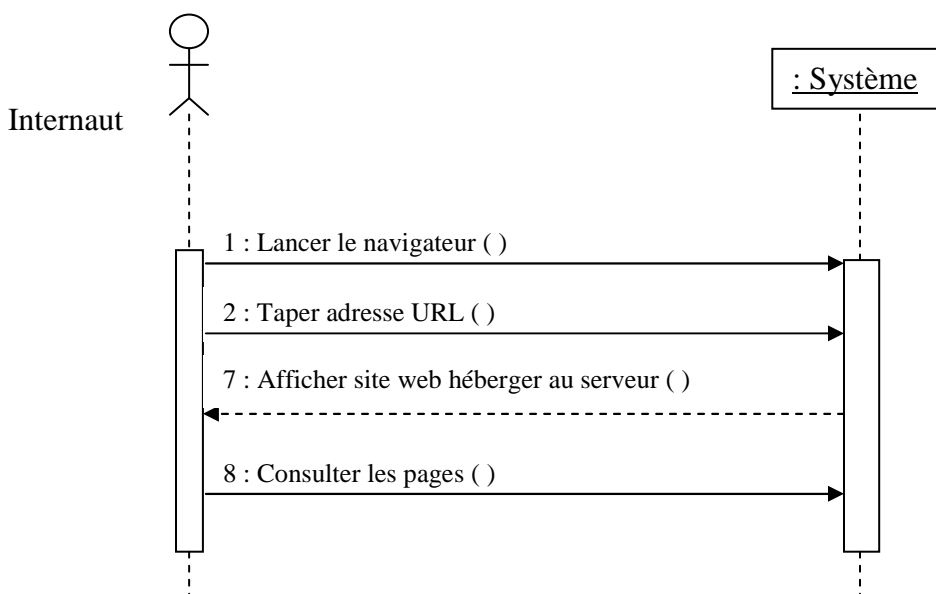 : Système
Internaut
1 : Lancer le navigateur ( )
2 : Taper adresse URL ( )
7 : Afficher site web héberger au serveur ( )
8 : Consulter les pages ( )